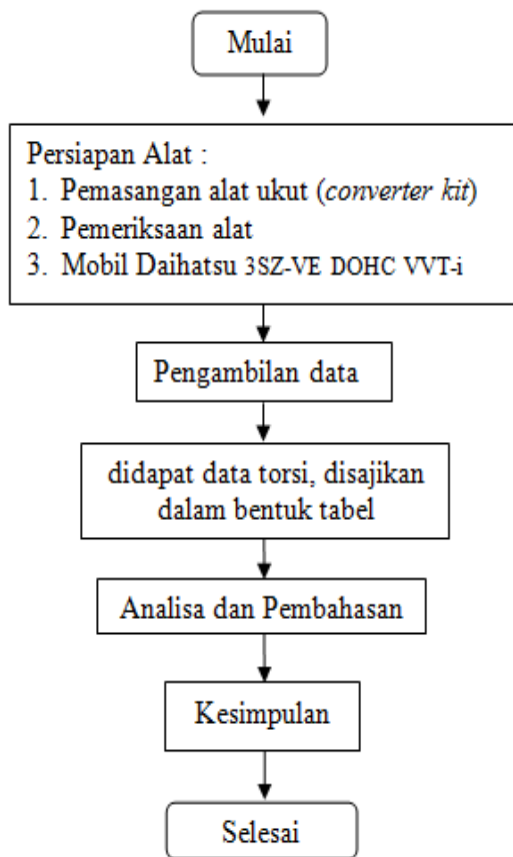 Mulai
Persiapan Alat :
1. Pemasangan alat ukut (converter kit)
2. Pemeriksaan alat
3. Mobil Daihatsu 3SZ-VE DOHC VVT-i
Pengambilan data
didapat data torsi, disajikan
dalam bentuk tabel
Analisa dan Pembahasan
Kesimpulan
Selesai